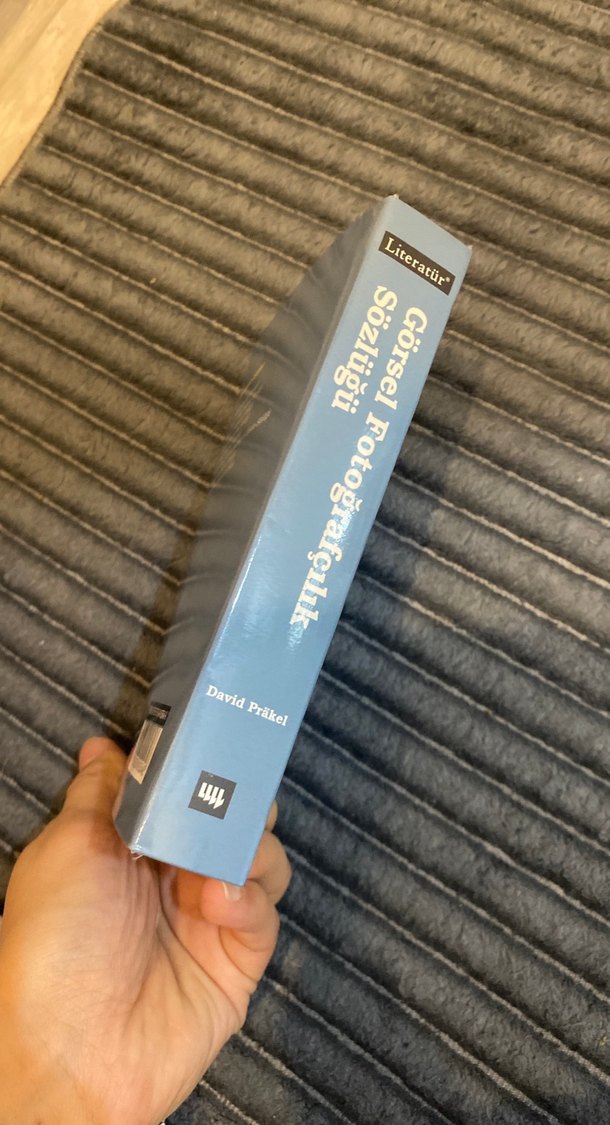 Literatür®
Görsel Fotoğrafçılık
Sözlüğü
David Präkel